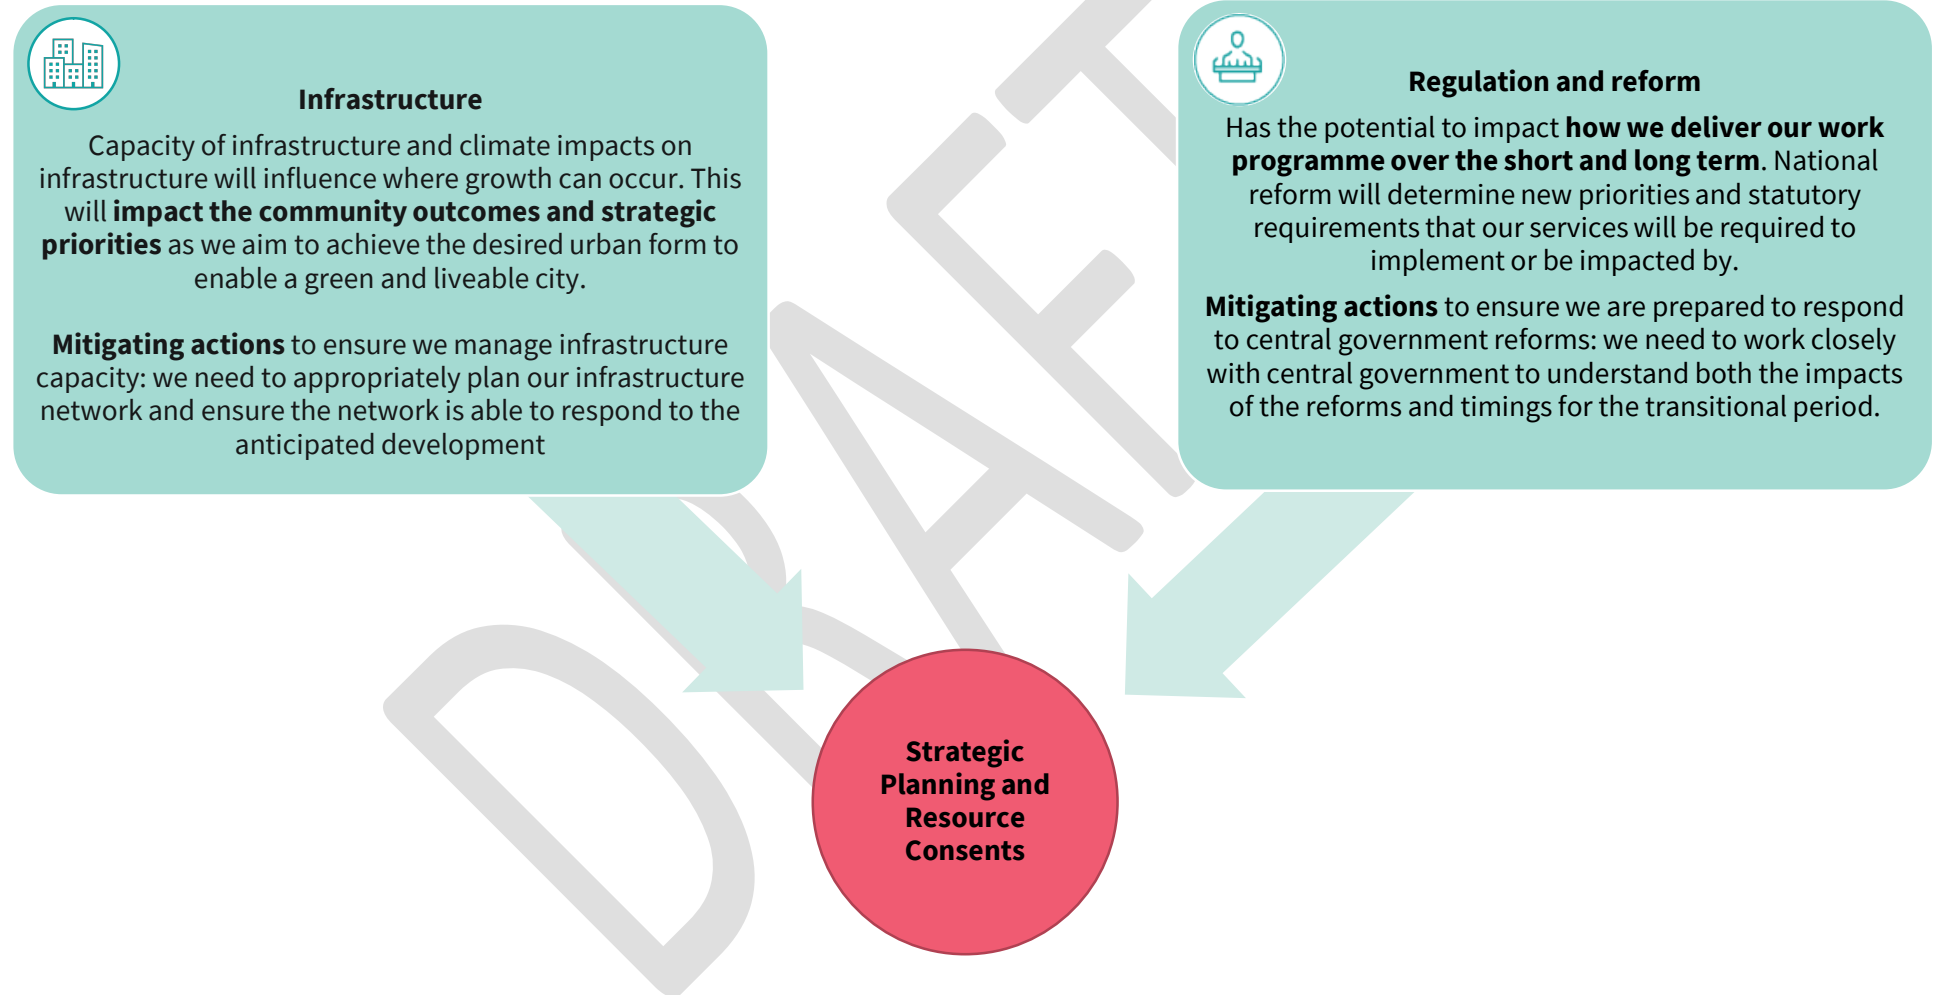 Infrastructure
Capacity of infrastructure and climate impacts on
infrastructure will influence where growth can occur. This
will impact the community outcomes and strategic
priorities as we aim to achieve the desired urban form to
enable a green and liveable city.
Mitigating actions to ensure we manage infrastructure
capacity: we need to appropriately plan our infrastructure
network and ensure the network is able to respond to the
anticipated development
Regulation and reform
Has the potential to impact how we deliver our work
programme over the short and long term. National
reform will determine new priorities and statutory
requirements that our services will be required to
implement or be impacted by.
Mitigating actions to ensure we are prepared to respond
to central government reforms: we need to work closely
with central government to understand both the impacts
of the reforms and timings for the transitional period.
Strategic
Planning and
Resource
Consents
DRAFT